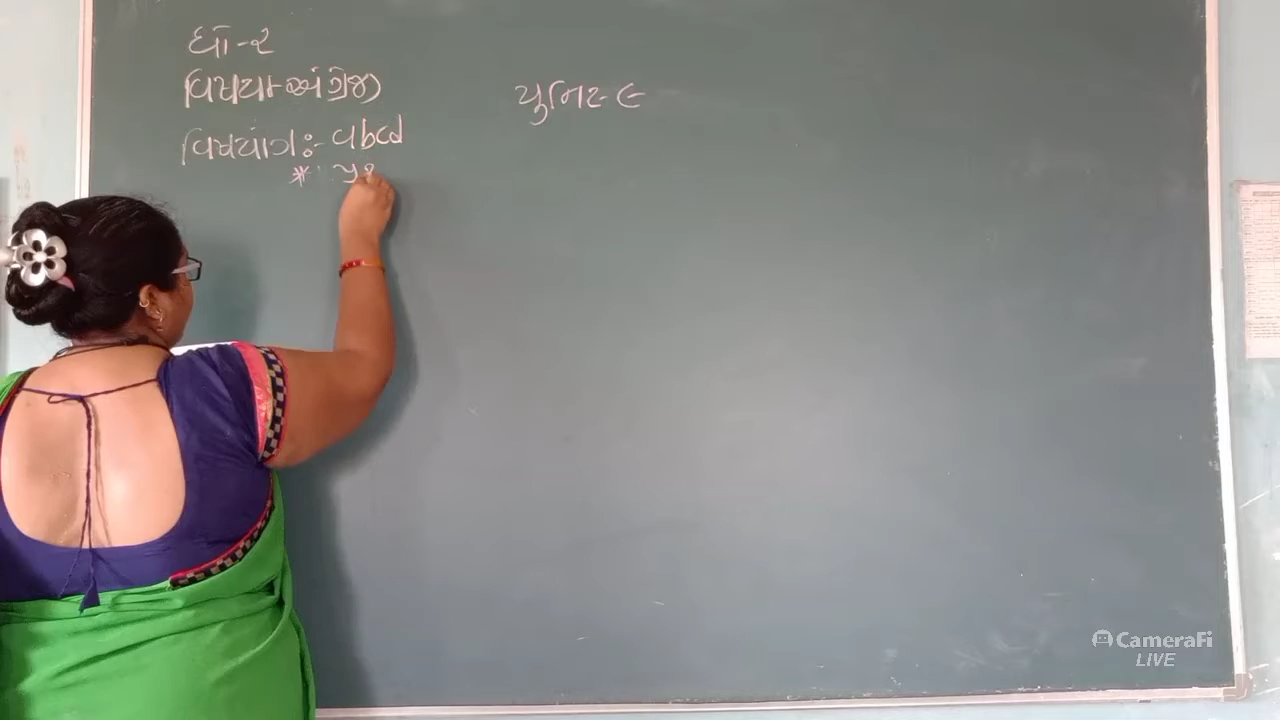 ધો-૨
વિષય-અંગ્રેજી
યુનિટ ૯
વિષયાંગ:- abcd
*
CameraFi
LIVE